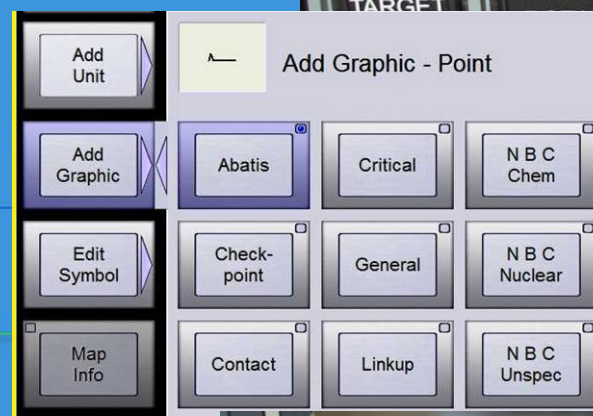 TARGET
Add
Unit
Add Graphic - Point
Add
Graphic
Abatis
Critical
N B C
Chem
Edit
Symbol
Check-
point
General
N B C
Nuclear
Map
Info
Contact
Linkup
N B C
Unspec